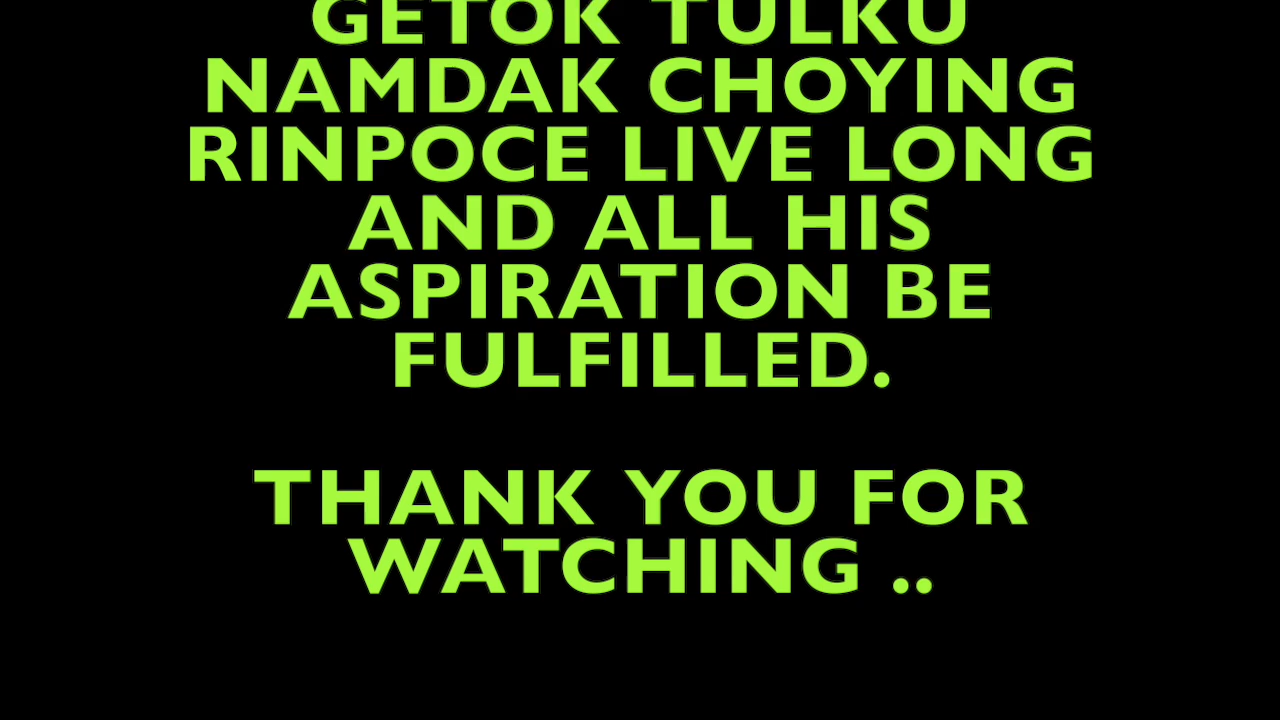 GETOK TULKU
NAMDAK CHOYING
RINPOCE LIVE LONG
AND ALL HIS
ASPIRATION BE
FULFILLED.
THANK YOU FOR
WATCHING ..